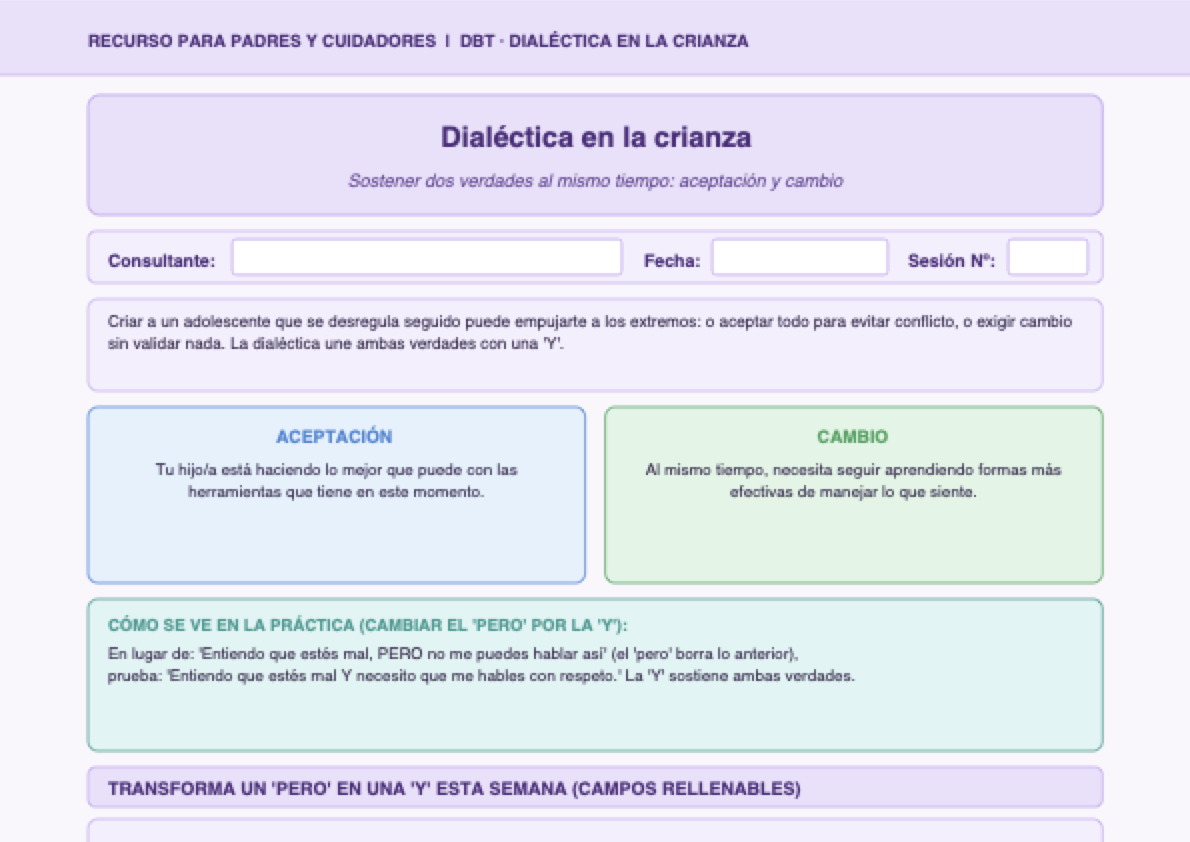 RECURSO PARA PADRES Y CUIDADORES | DBT · DIALÉCTICA EN LA CRIANZA
Dialéctica en la crianza
Sostener dos verdades al mismo tiempo: aceptación y cambio
Consultante: Fecha: Sesión Nº:
Criar a un adolescente que se desregula seguido puede empujarte a los extremos: o aceptar todo para evitar conflicto, o exigir cambio
sin validar nada. La dialéctica une ambas verdades con una 'Y'.
ACEPTACIÓN
Tu hijo/a está haciendo lo mejor que puede con las
herramientas que tiene en este momento.
CAMBIO
Al mismo tiempo, necesita seguir aprendiendo formas más
efectivas de manejar lo que siente.
CÓMO SE VE EN LA PRÁCTICA (CAMBIAR EL 'PERO' POR LA 'Y'):
En lugar de: 'Entiendo que estés mal, PERO no me puedes hablar así' (el 'pero' borra lo anterior),
prueba: 'Entiendo que estés mal Y necesito que me hables con respeto.' La 'Y' sostiene ambas verdades.
TRANSFORMA UN 'PERO' EN UNA 'Y' ESTA SEMANA (CAMPOS RELLENABLES)